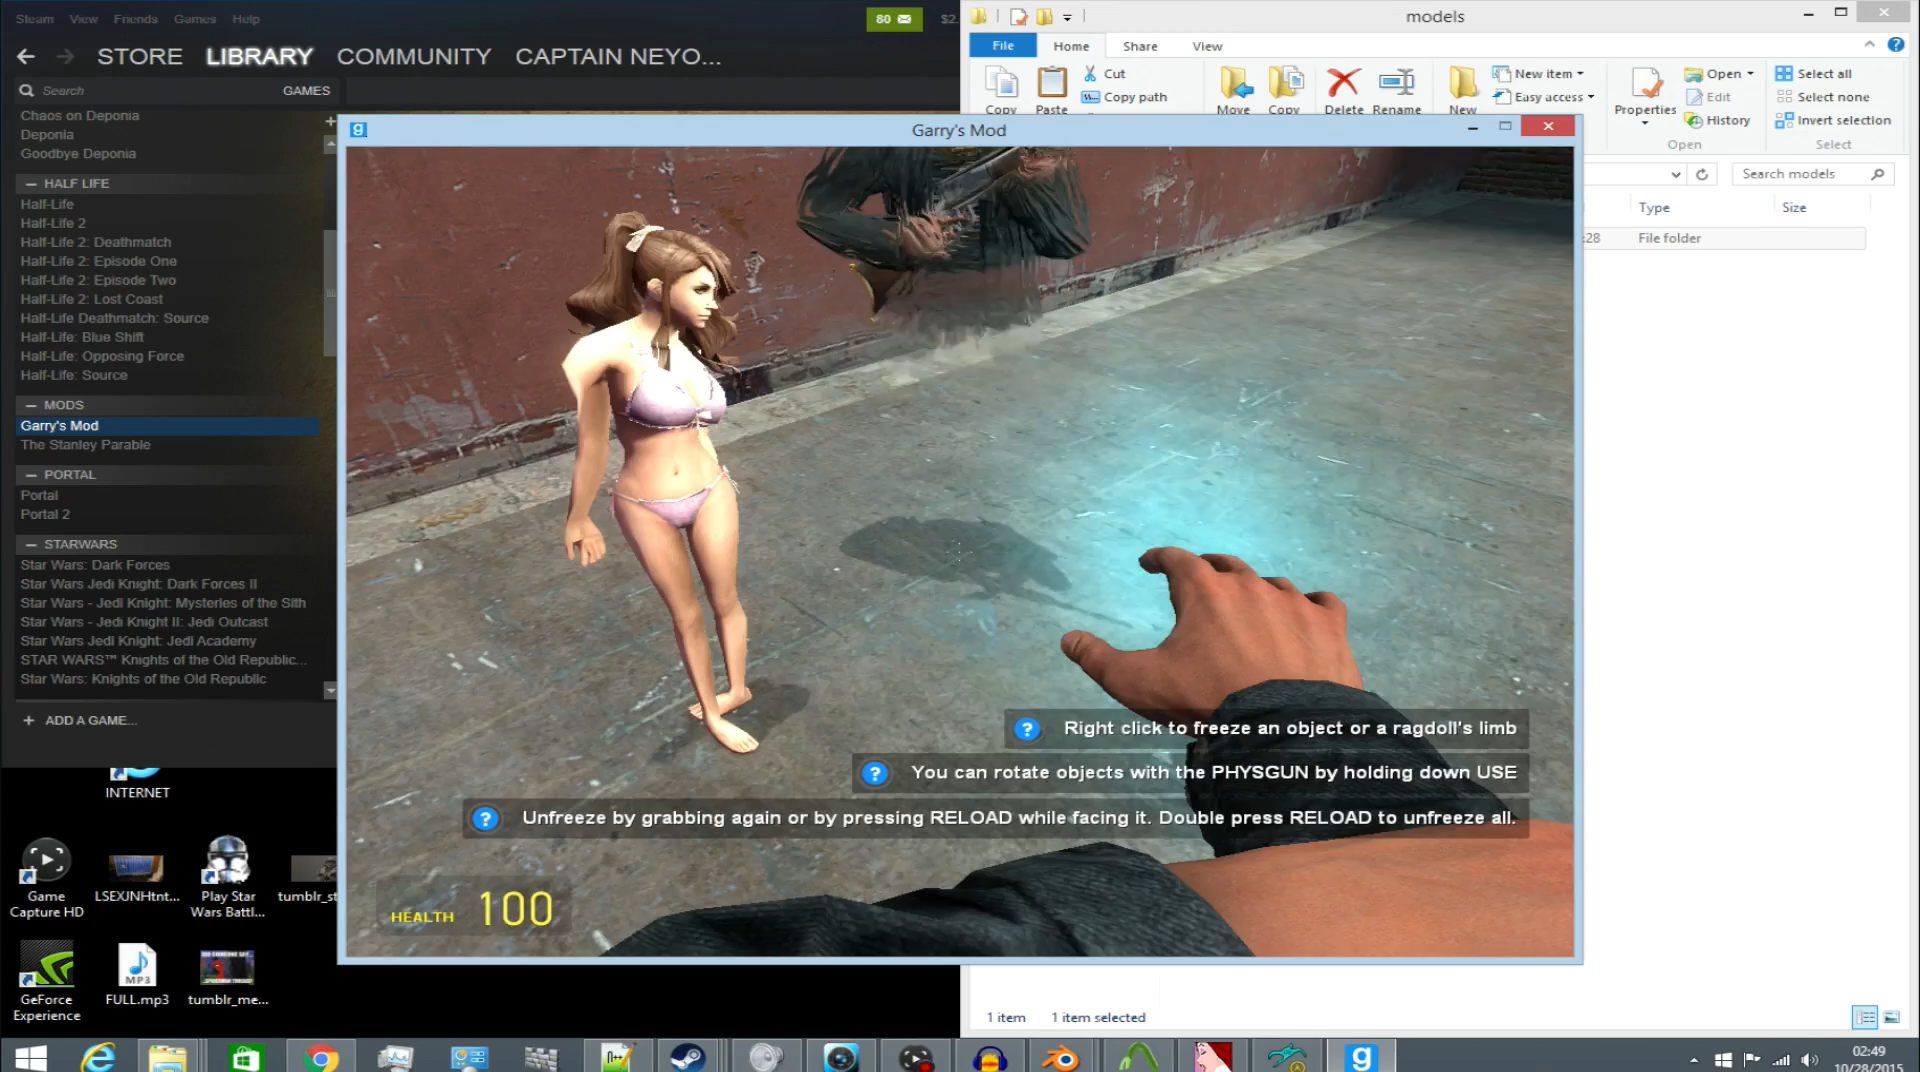 Steam View Friends Games Help
80
$2.
STORE LIBRARY COMMUNITY CAPTAIN NEYO...
Search GAMES
Chaos on Deponia
Deponia
Goodbye Deponia
HALF LIFE
Half-Life
Half-Life 2
Half-Life 2: Deathmatch
Half-Life 2: Episode One
Half-Life 2: Episode Two
Half-Life 2: Lost Coast
Half-Life Deathmatch: Source
Half-Life: Blue Shift
Half-Life: Opposing Force
Half-Life: Source
MODS
Garry's Mod
The Stanley Parable
PORTAL
Portal
Portal 2
STARWARS
Star Wars: Dark Forces
Star Wars Jedi Knight: Dark Forces II
Star Wars - Jedi Knight: Mysteries of the Sith
Star Wars - Jedi Knight II: Jedi Outcast
Star Wars Jedi Knight: Jedi Academy
STAR WARS™ Knights of the Old Republic...
Star Wars: Knights of the Old Republic
+ ADD A GAME...
models
File Home Share View
Copy Paste
Cut
Copy path
Move Copy Delete Rename New
New item
Easy access
Properties
Open
Edit
History
Open
Select all
Select none
Invert selection
Select
Search models
Type Size
:28 File folder
1 item 1 item selected
Garry's Mod
Right click to freeze an object or a ragdoll's limb
You can rotate objects with the PHYSGUN by holding down USE
Unfreeze by grabbing again or by pressing RELOAD while facing it. Double press RELOAD to unfreeze all.
HEALTH 100
INTERNET
Game Capture HD
LSEXJNHtnt...
Play Star Wars Battl...
tumblr_st
GeForce Experience
MP3
FULL.mp3
tumblr_me...
02:49
10/28/2015